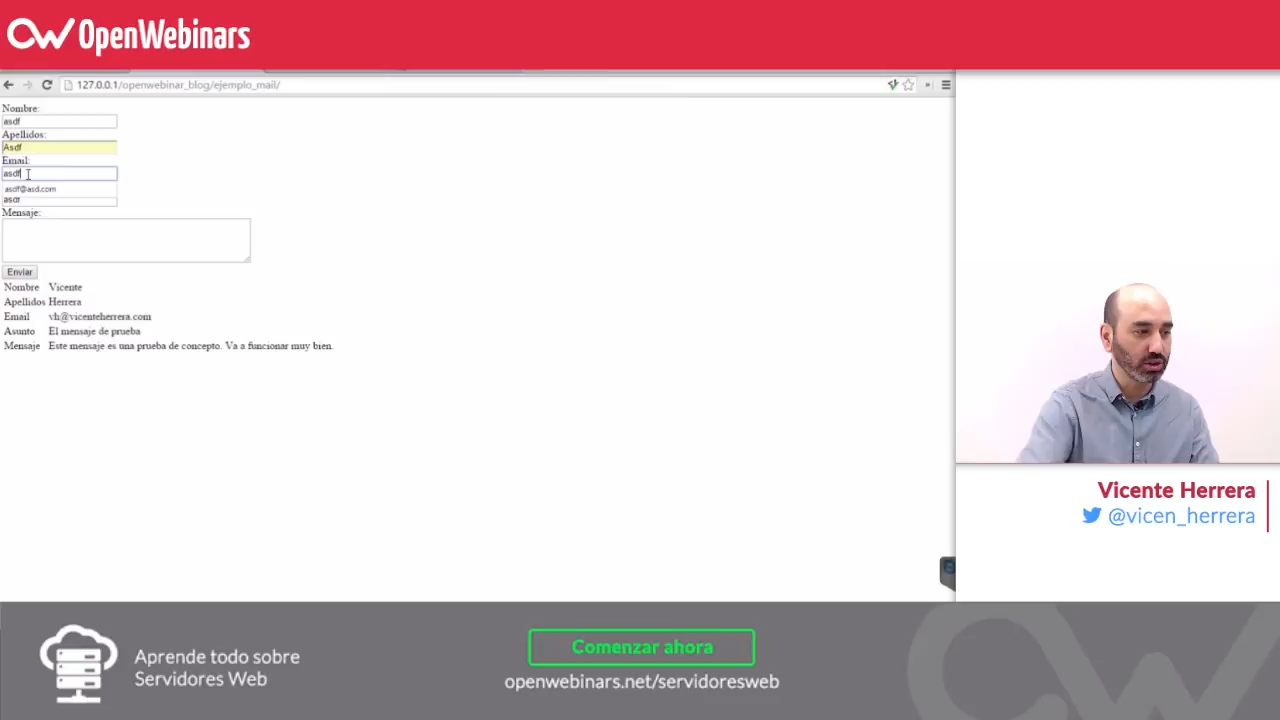 OpenWebinars
127.0.0.1/openwebinar_blog/ejemplo_mail/
Nombre:
asdf
Apellidos:
Asdf
Email:
asdf
asdf@asd.com
asdf
Mensaje:
Enviar
Nombre Vicente
Apellidos Herrera
Email vh@vicenteherrera.com
Asunto El mensaje de prueba
Mensaje Este mensaje es una prueba de concepto. Va a funcionar muy bien.
Vicente Herrera
@vicen_herrera
Aprende todo sobre
Servidores Web
Comenzar ahora
openwebinars.net/servidoresweb